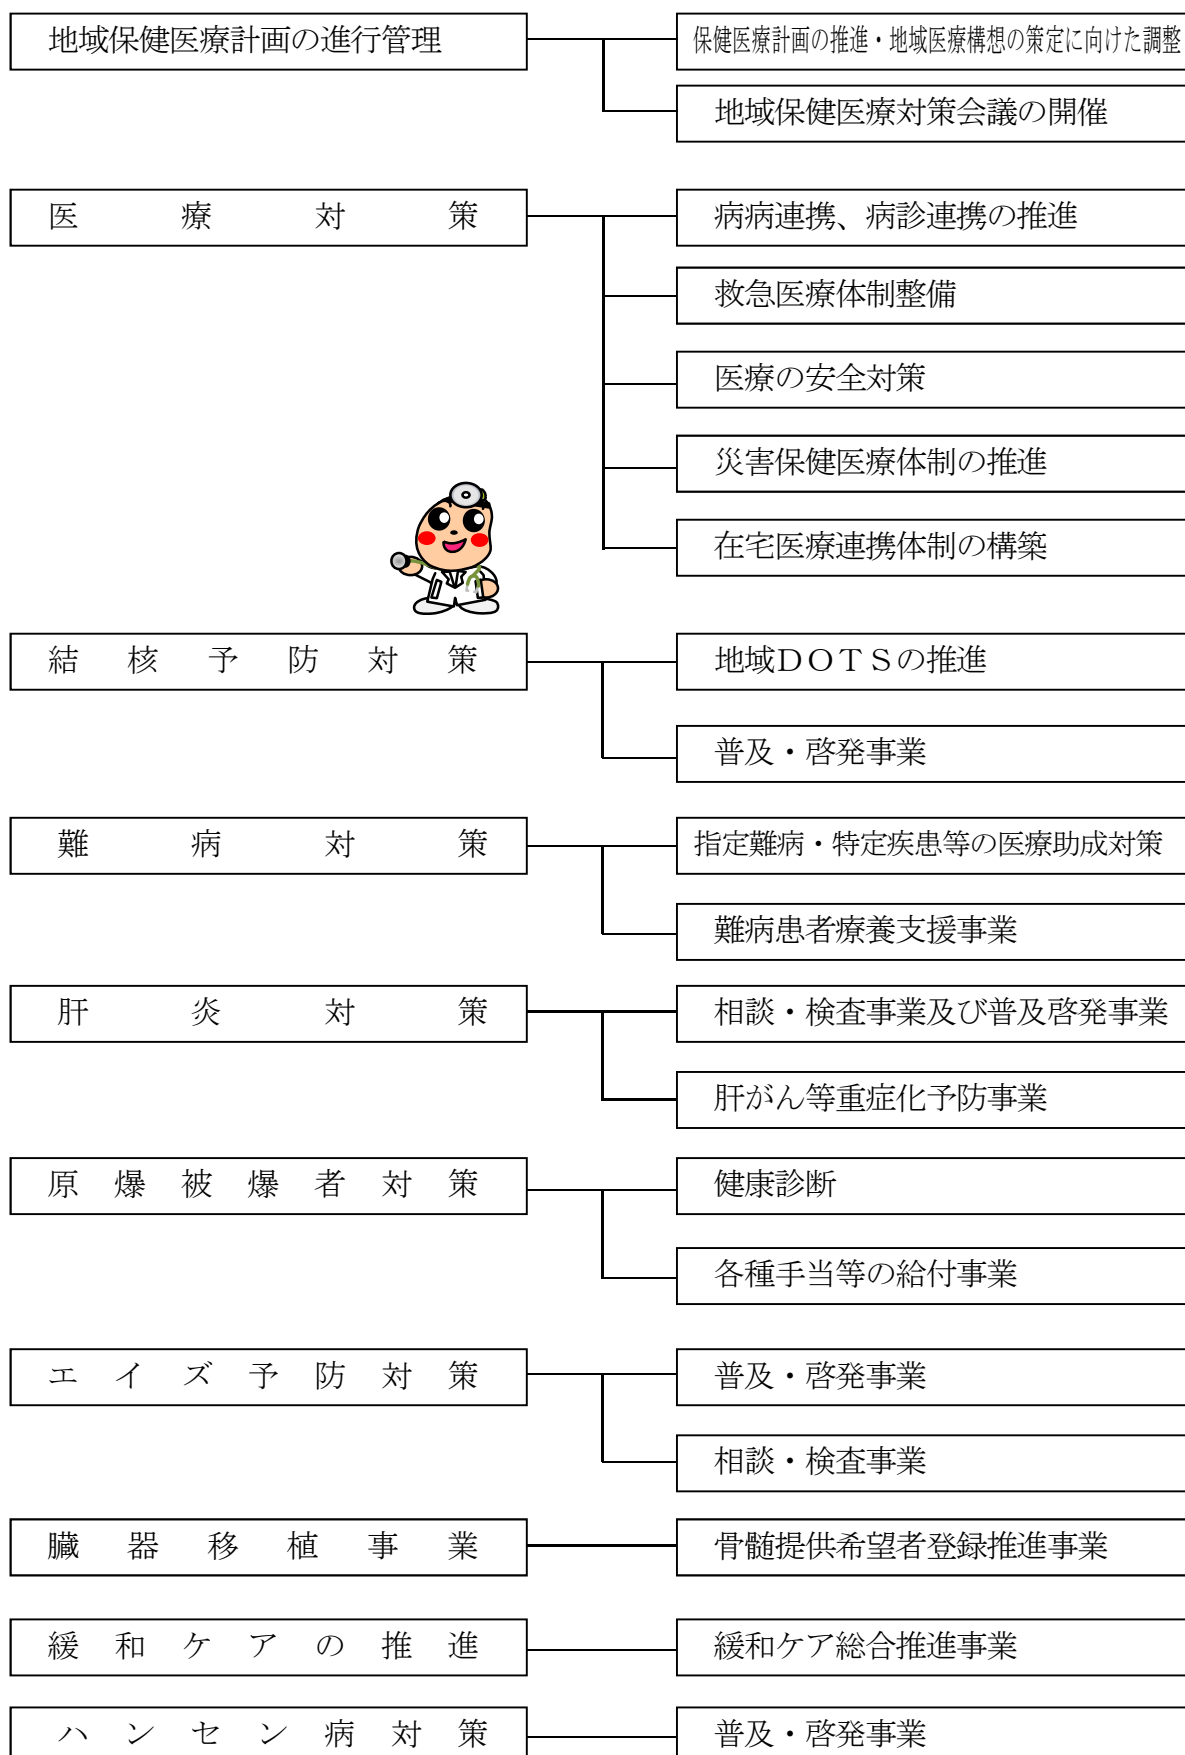 地域保健医療計画の進行管理
保健医療計画の推進・地域医療構想の策定に向けた調整
地域保健医療対策会議の開催
医療対策
病病連携、病診連携の推進
救急医療体制整備
医療の安全対策
災害保健医療体制の推進
在宅医療連携体制の構築
結核予防対策
地域DOTSの推進
普及・啓発事業
難病対策
指定難病・特定疾患等の医療助成対策
難病患者療養支援事業
肝炎対策
相談・検査事業及び普及啓発事業
肝がん等重症化予防事業
原爆被爆者対策
健康診断
各種手当等の給付事業
エイズ予防対策
普及・啓発事業
相談・検査事業
臓器移植事業
骨髄提供希望者登録推進事業
緩和ケアの推進
緩和ケア総合推進事業
ハンセン病対策
普及・啓発事業